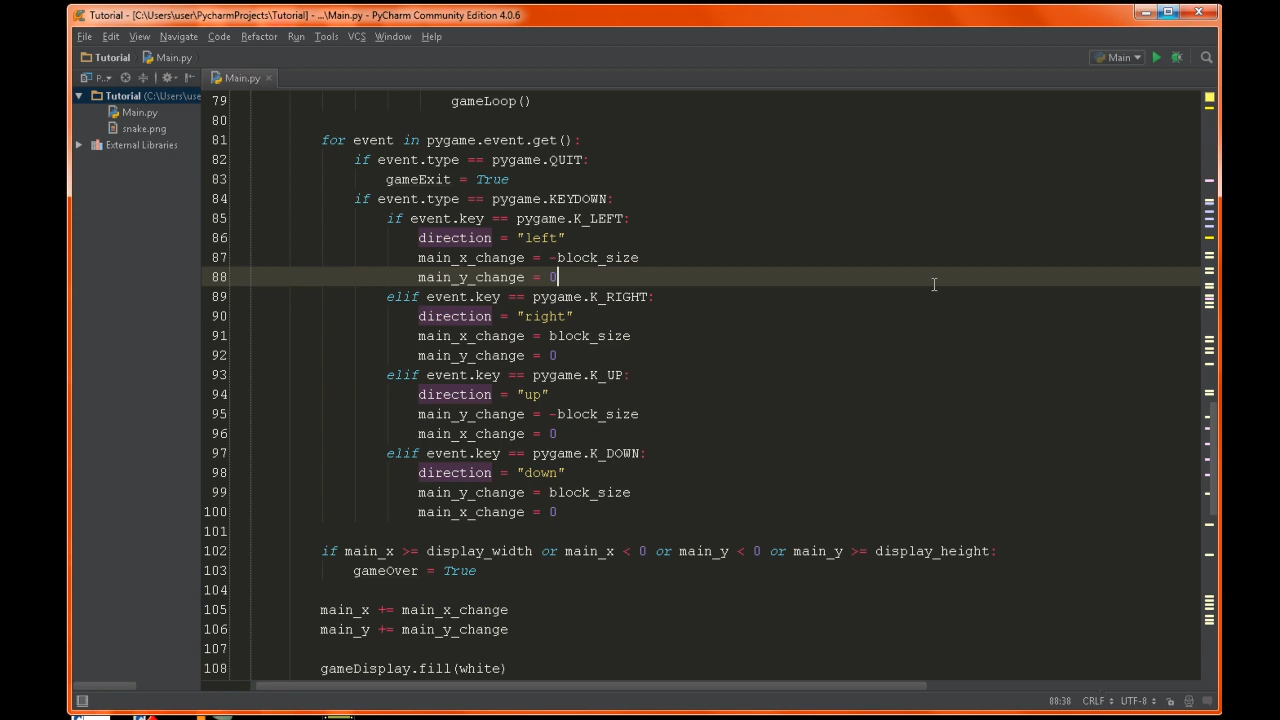 Tutorial - [C:\Users\user\PycharmProjects\Tutorial] - ...\Main.py - PyCharm Community Edition 4.0.6
File Edit View Navigate Code Refactor Run Tools VCS Window Help
Tutorial Main.py Main
P... Main.py
Tutorial (C:\Users\use
Main.py
snake.png
External Libraries
79 gameLoop()
80
81 for event in pygame.event.get():
82 if event.type == pygame.QUIT:
83 gameExit = True
84 if event.type == pygame.KEYDOWN:
85 if event.key == pygame.K_LEFT:
86 direction = "left"
87 main_x_change = -block_size
88 main_y_change = 0
89 elif event.key == pygame.K_RIGHT:
90 direction = "right"
91 main_x_change = block_size
92 main_y_change = 0
93 elif event.key == pygame.K_UP:
94 direction = "up"
95 main_y_change = -block_size
96 main_x_change = 0
97 elif event.key == pygame.K_DOWN:
98 direction = "down"
99 main_y_change = block_size
100 main_x_change = 0
101
102 if main_x >= display_width or main_x < 0 or main_y < 0 or main_y >= display_height:
103 gameOver = True
104
105 main_x += main_x_change
106 main_y += main_y_change
107
108 gameDisplay.fill(white)
88:38 CRLF UTF-8